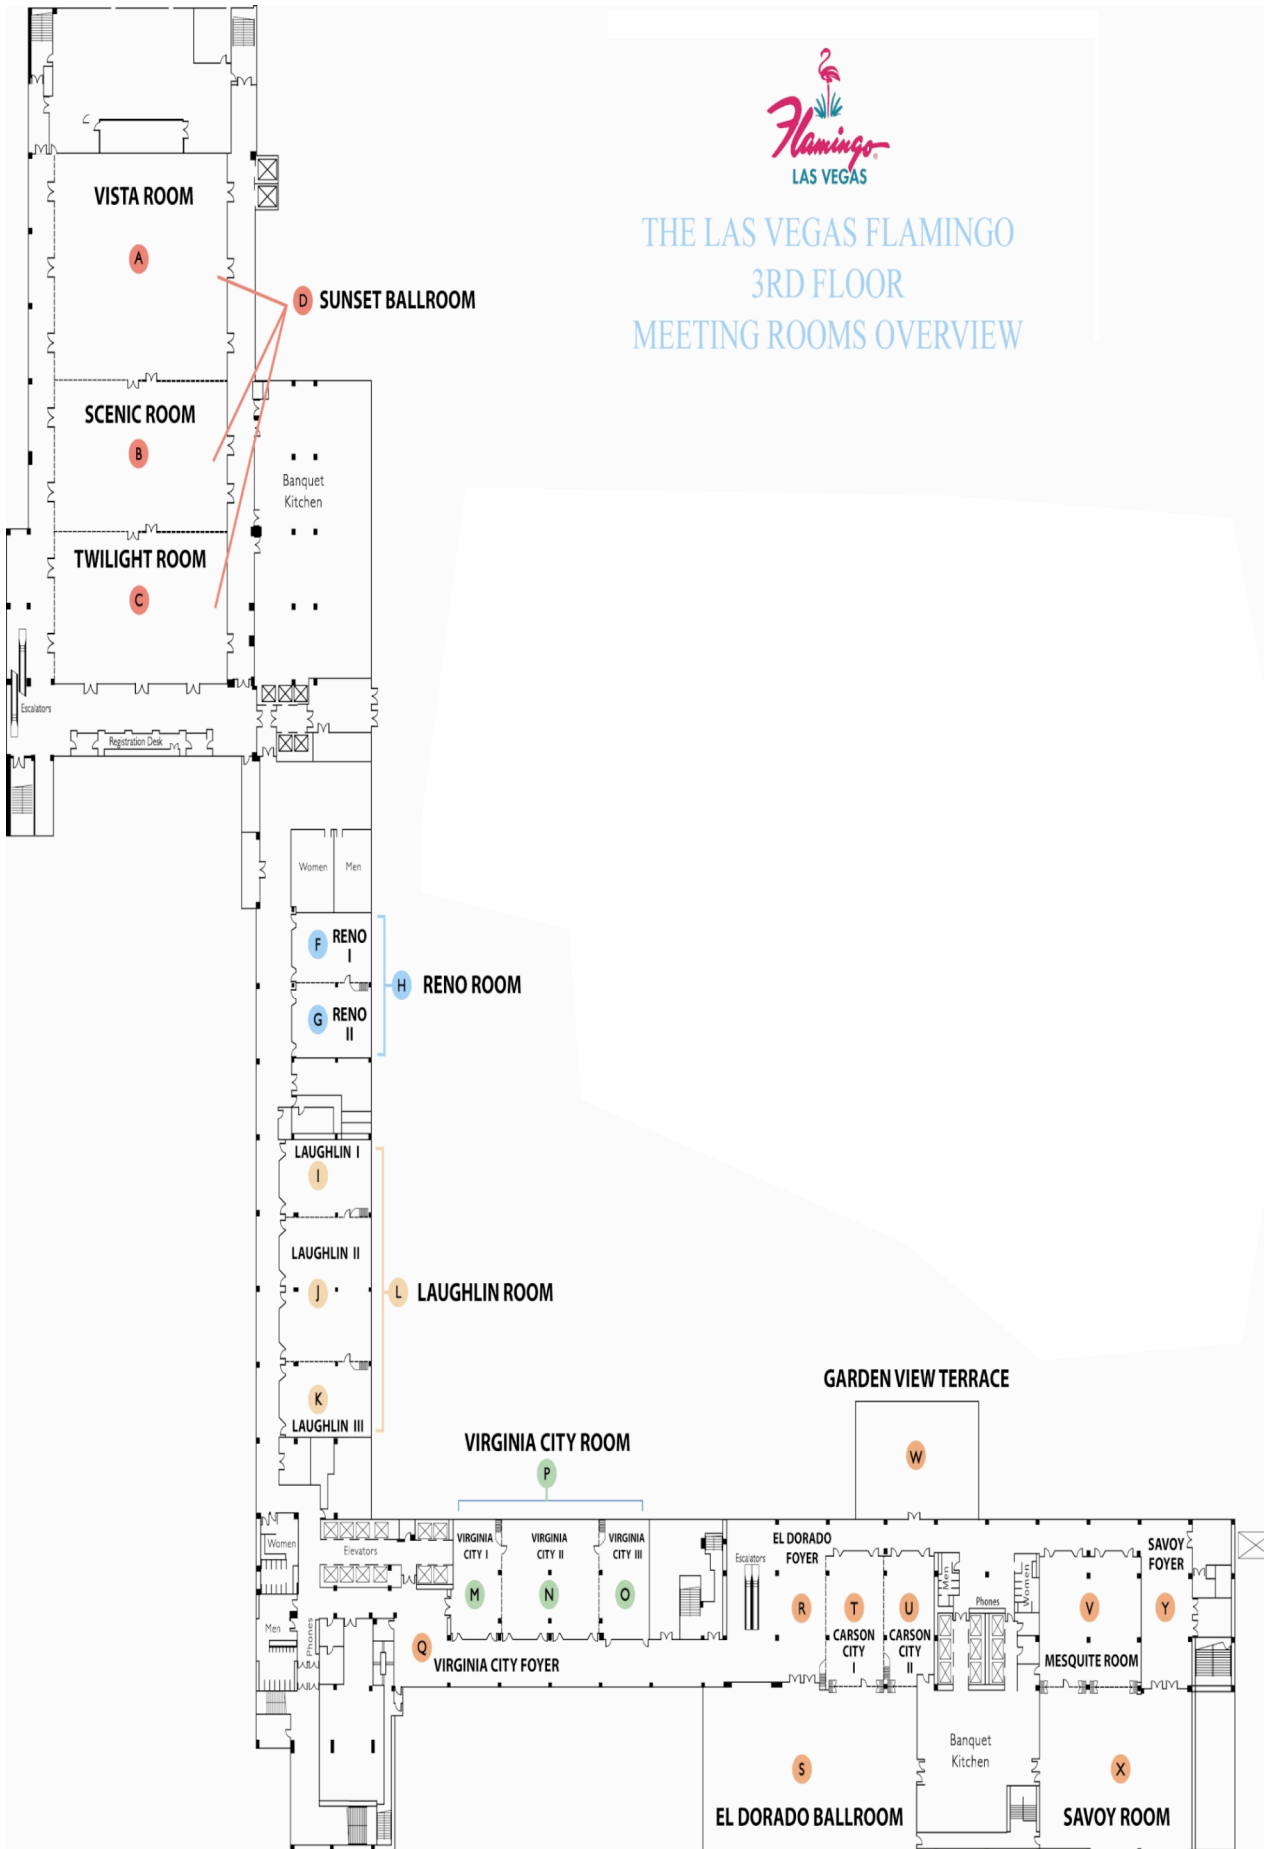 Flamingo
LAS VEGAS
THE LAS VEGAS FLAMINGO
3RD FLOOR
MEETING ROOMS OVERVIEW
VISTA ROOM
A
D SUNSET BALLROOM
SCENIC ROOM
B
Banquet
Kitchen
TWILIGHT ROOM
C
Escalators
Registration Desk
Women
Men
F RENO
I
H RENO ROOM
G RENO
II
LAUGHLIN I
I
LAUGHLIN II
J
L LAUGHLIN ROOM
K
LAUGHLIN III
GARDEN VIEW TERRACE
W
VIRGINIA CITY ROOM
P
Women
Elevators
Men
Phones
VIRGINIA
CITY I
M
VIRGINIA
CITY II
N
VIRGINIA
CITY III
O
Q
VIRGINIA CITY FOYER
Escalators
EL DORADO
FOYER
R
T
CARSON
CITY
I
U
CARSON
CITY
II
Men
Phones
Women
V
MESQUITE ROOM
SAVOY
FOYER
Y
S
EL DORADO BALLROOM
Banquet
Kitchen
X
SAVOY ROOM